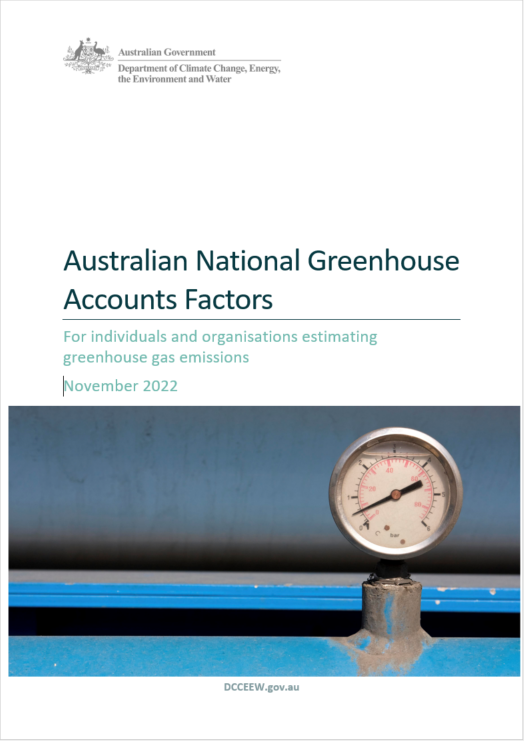 Australian Government
Department of Climate Change, Energy,
the Environment and Water
Australian National Greenhouse
Accounts Factors
For individuals and organisations estimating
greenhouse gas emissions
November 2022
bar
DCCEEW.gov.au